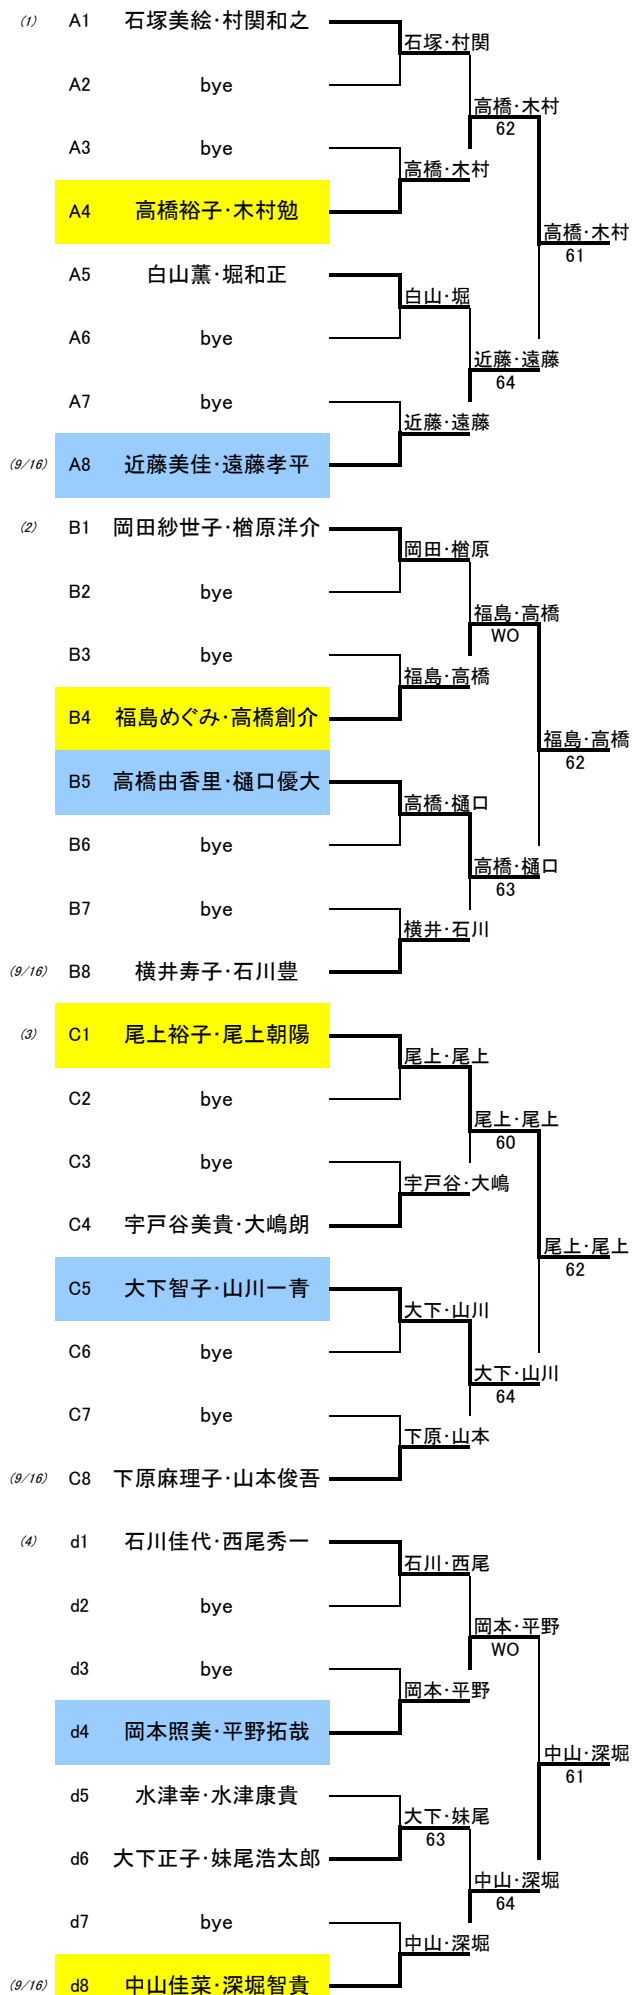 (1) A1 石塚美絵・村関和之
石塚・村関
A2 bye
高橋・木村
62
A3 bye
高橋・木村
A4 高橋裕子・木村勉
高橋・木村
61
A5 白山薫・堀和正
白山・堀
A6 bye
近藤・遠藤
64
A7 bye
近藤・遠藤
(9/16) A8 近藤美佳・遠藤孝平
(2) B1 岡田紗世子・楢原洋介
岡田・楢原
B2 bye
福島・高橋
WO
B3 bye
福島・高橋
B4 福島めぐみ・高橋創介
福島・高橋
62
B5 高橋由香里・樋口優大
高橋・樋口
B6 bye
高橋・樋口
63
B7 bye
横井・石川
(9/16) B8 横井寿子・石川豊
(3) C1 尾上裕子・尾上朝陽
尾上・尾上
C2 bye
尾上・尾上
60
C3 bye
宇戸谷・大嶋
C4 宇戸谷美貴・大嶋朗
尾上・尾上
62
C5 大下智子・山川一青
大下・山川
C6 bye
大下・山川
64
C7 bye
下原・山本
(9/16) C8 下原麻理子・山本俊吾
(4) d1 石川佳代・西尾秀一
石川・西尾
d2 bye
岡本・平野
WO
d3 bye
岡本・平野
d4 岡本照美・平野拓哉
中山・深堀
61
d5 水津幸・水津康貴
大下・妹尾
63
d6 大下正子・妹尾浩太郎
中山・深堀
64
d7 bye
中山・深堀
(9/16) d8 中山佳菜・深堀智貴